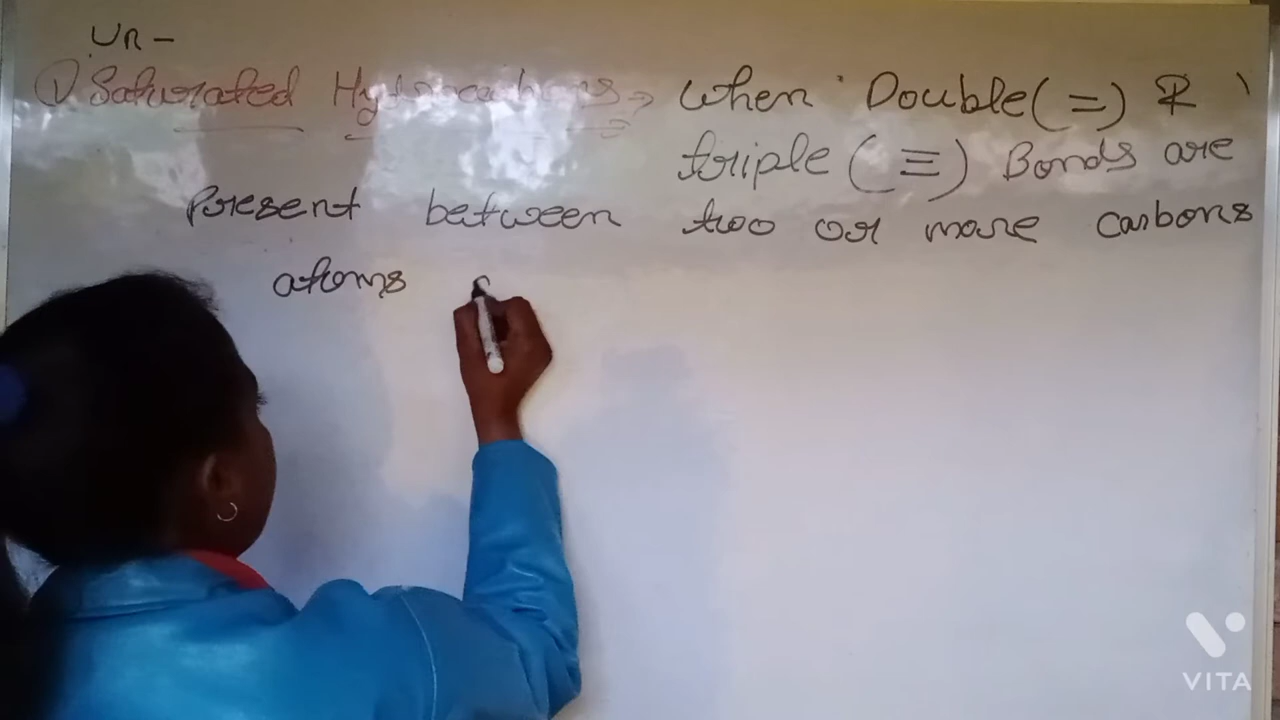 Un -
1) Saturated Hydrocarbons → When Double (=) &
triple (≡) Bonds are
Present between two or more carbons
atoms
VITA